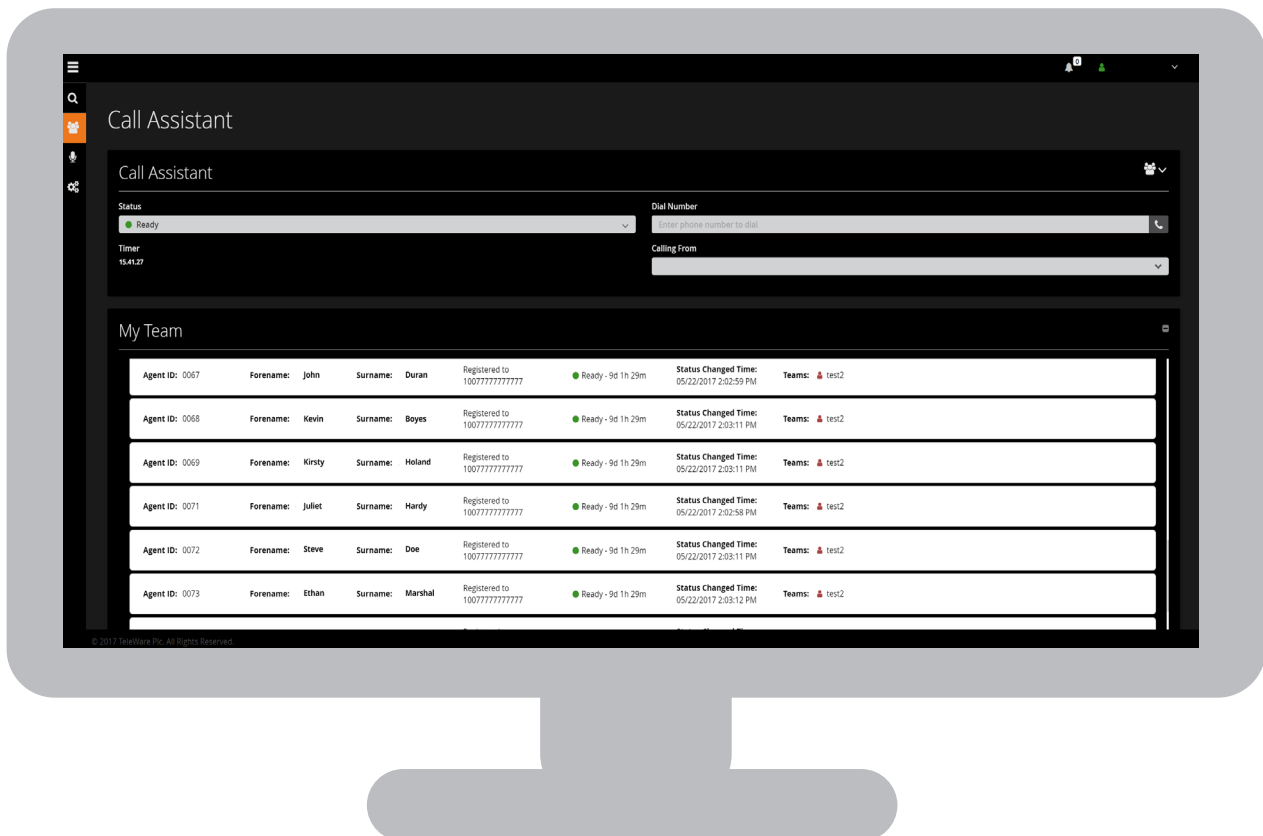 0
Call Assistant
Call Assistant
Status
Dial Number
Ready
Enter phone number to dial
Timer
Calling From
15.41.27
My Team
Agent ID: 0067 Forename: John Surname: Duran Registered to 10077777777777 Ready - 9d 1h 29m Status Changed Time: 05/22/2017 2:02:59 PM Teams: test2
Agent ID: 0068 Forename: Kevin Surname: Boyes Registered to 10077777777777 Ready - 9d 1h 29m Status Changed Time: 05/22/2017 2:03:11 PM Teams: test2
Agent ID: 0069 Forename: Kirsty Surname: Holand Registered to 10077777777777 Ready - 9d 1h 29m Status Changed Time: 05/22/2017 2:03:11 PM Teams: test2
Agent ID: 0071 Forename: Juliet Surname: Hardy Registered to 10077777777777 Ready - 9d 1h 29m Status Changed Time: 05/22/2017 2:02:58 PM Teams: test2
Agent ID: 0072 Forename: Steve Surname: Doe Registered to 10077777777777 Ready - 9d 1h 29m Status Changed Time: 05/22/2017 2:03:11 PM Teams: test2
Agent ID: 0073 Forename: Ethan Surname: Marshal Registered to 10077777777777 Ready - 9d 1h 29m Status Changed Time: 05/22/2017 2:03:12 PM Teams: test2
© 2017 TeleWare Plc. All Rights Reserved.